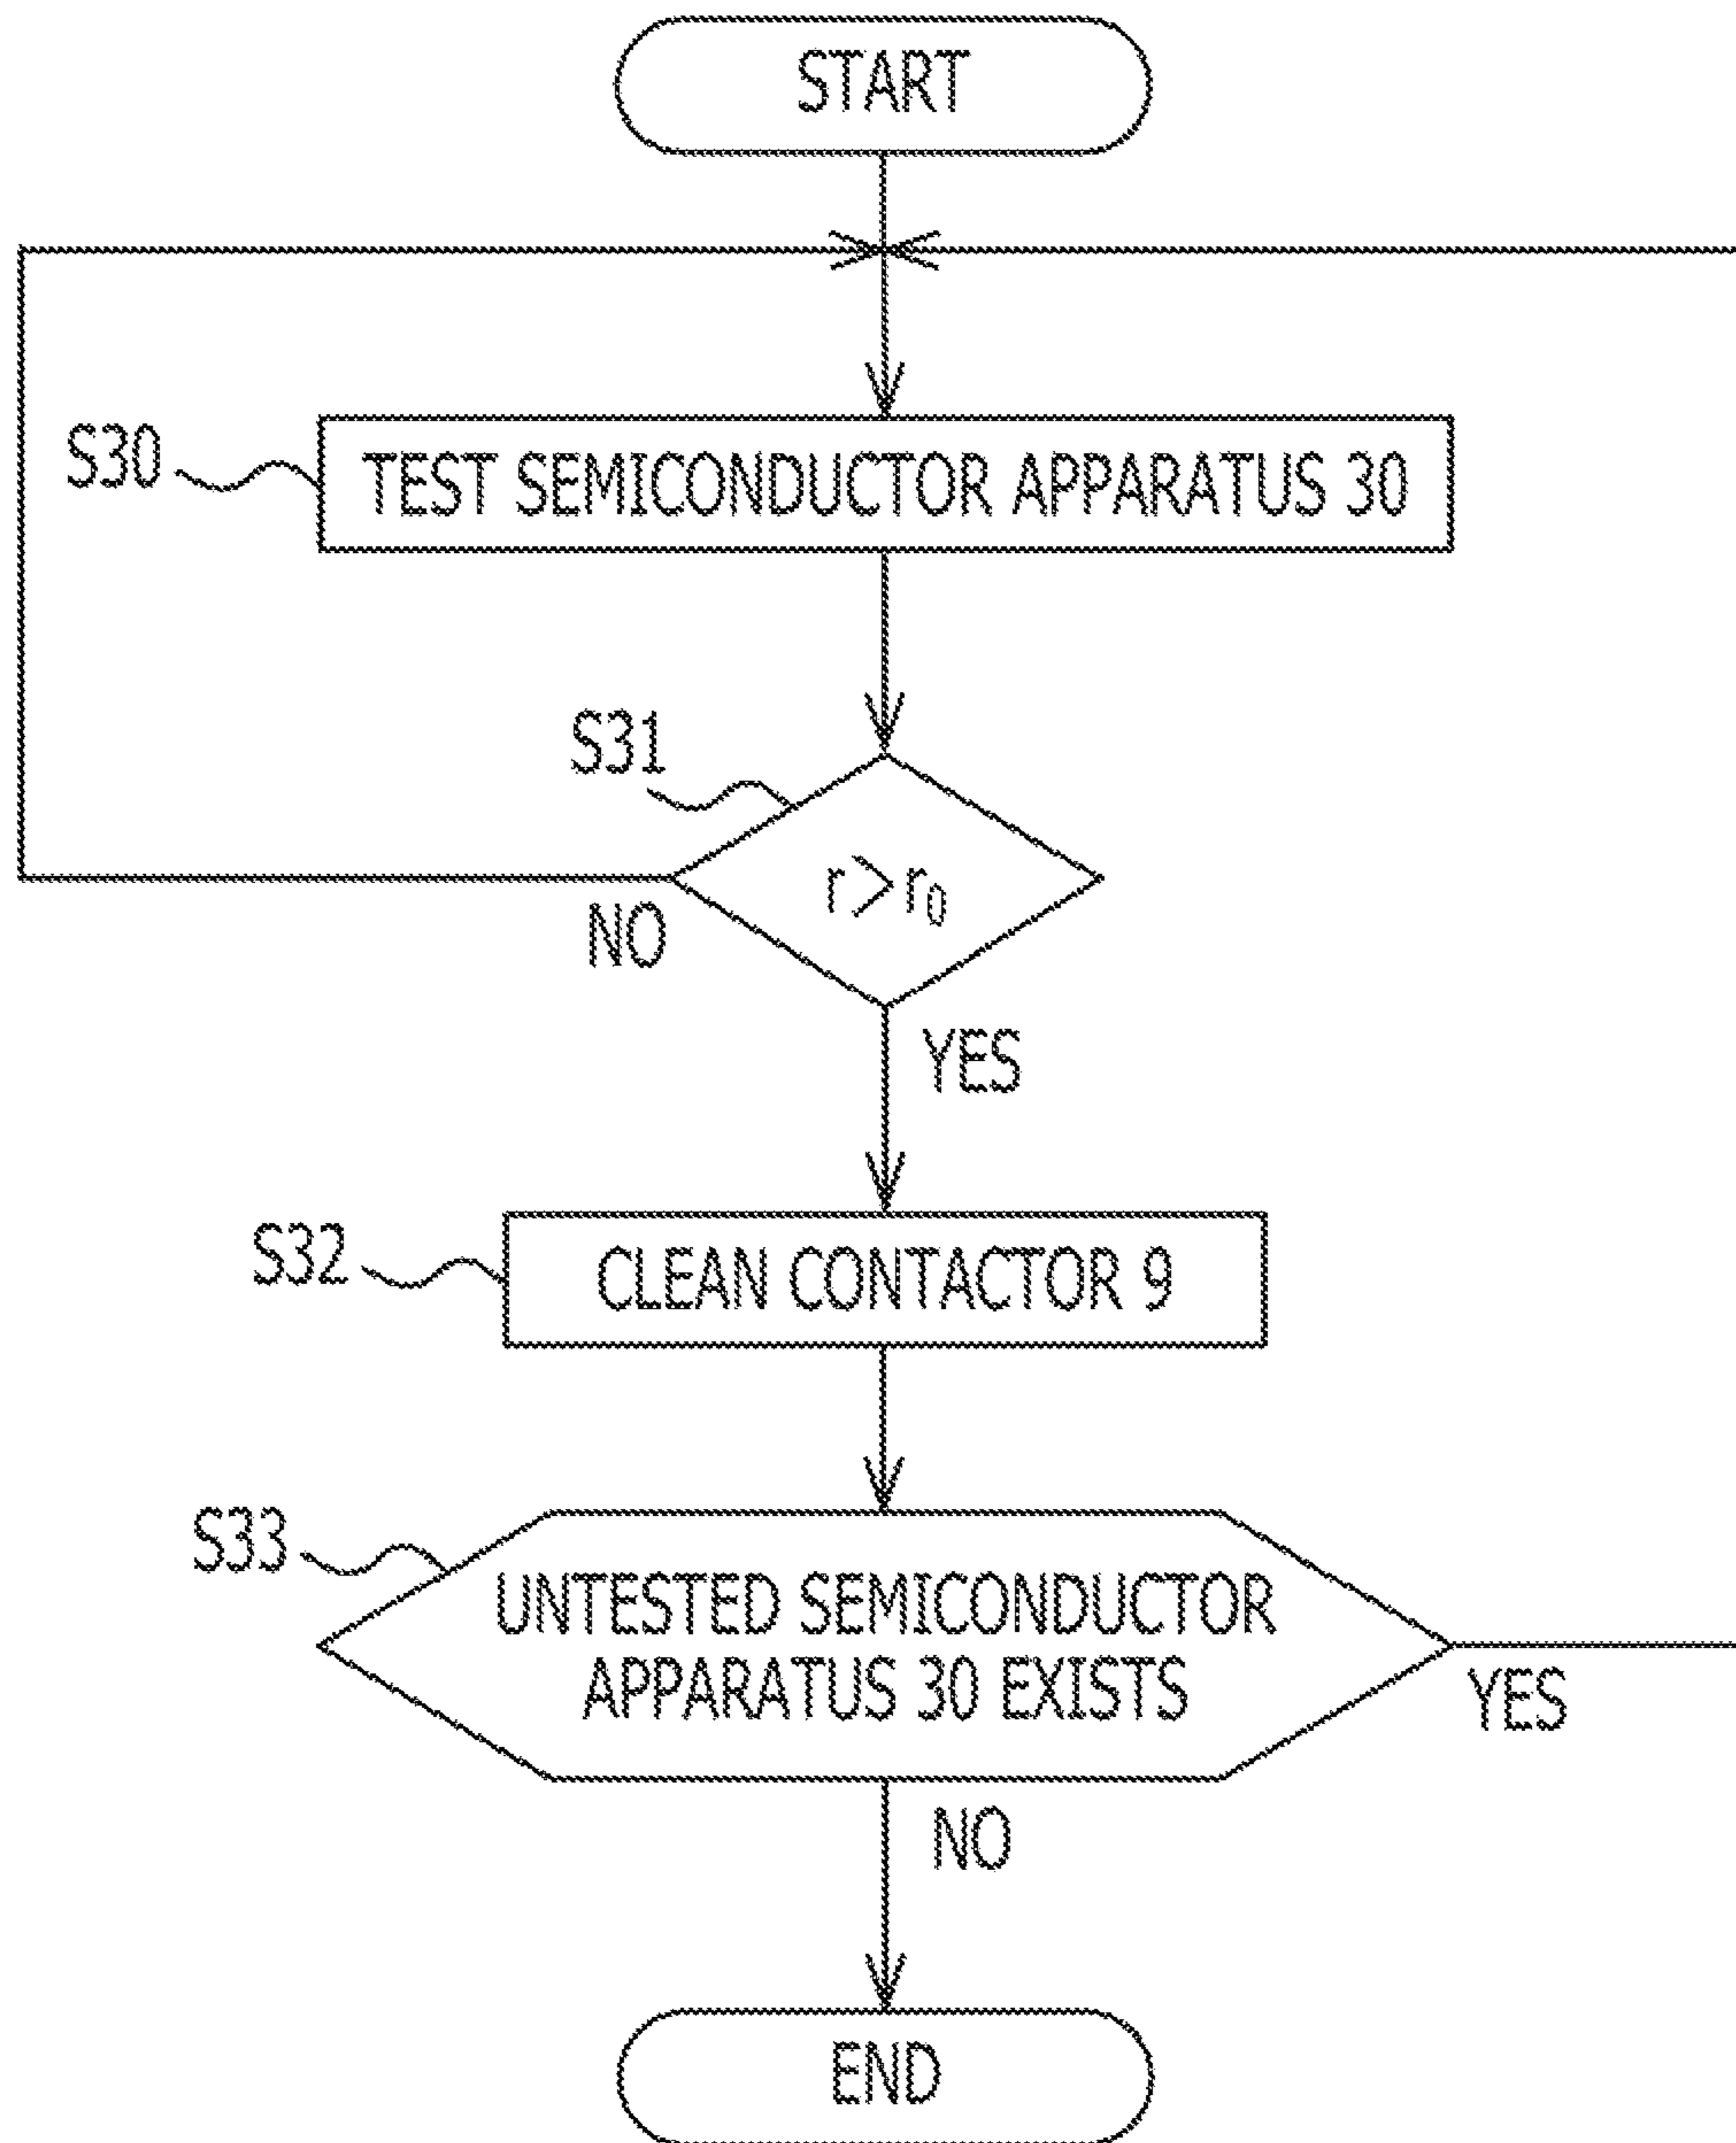 START
S30
TEST SEMICONDUCTOR APPARATUS 30
S31
r>r₀
NO
YES
S32
CLEAN CONTACTOR 9
S33
UNTESTED SEMICONDUCTOR
APPARATUS 30 EXISTS
YES
NO
END